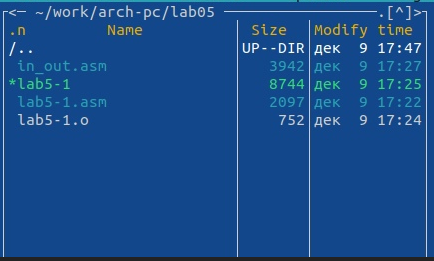 <— ~/work/arch-pc/lab05 .[^]>
.n Name Size Modify time
/.. UP--DIR дек 9 17:47
in_out.asm 3942 дек 9 17:27
*lab5-1 8744 дек 9 17:25
lab5-1.asm 2097 дек 9 17:22
lab5-1.o 752 дек 9 17:24